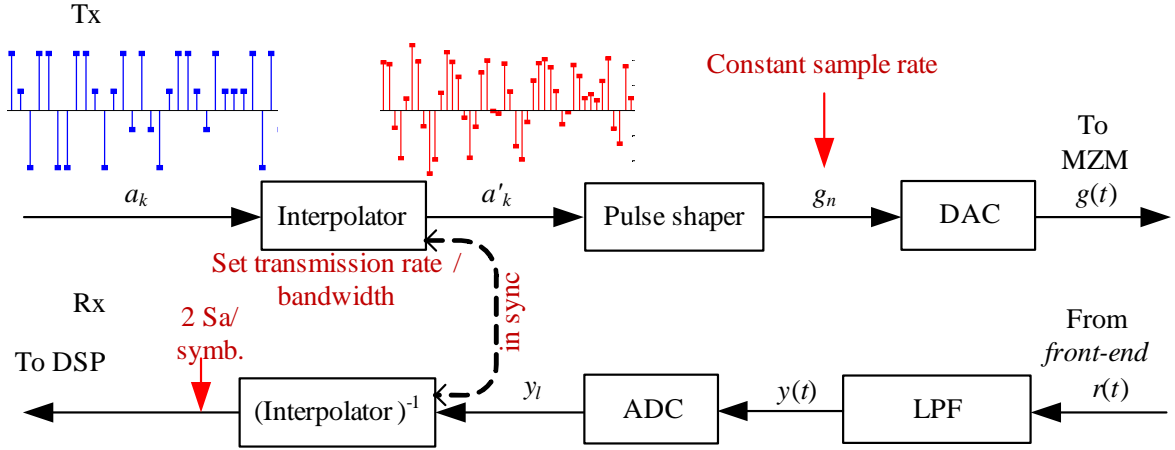 Tx
Constant sample rate
To
MZM
a_k
Interpolator
a'_k
Pulse shaper
g_n
DAC
g(t)
Set transmission rate /
bandwidth
in sync
Rx
2 Sa/
symb.
To DSP
From
front-end
(Interpolator )^-1
y_l
ADC
y(t)
LPF
r(t)